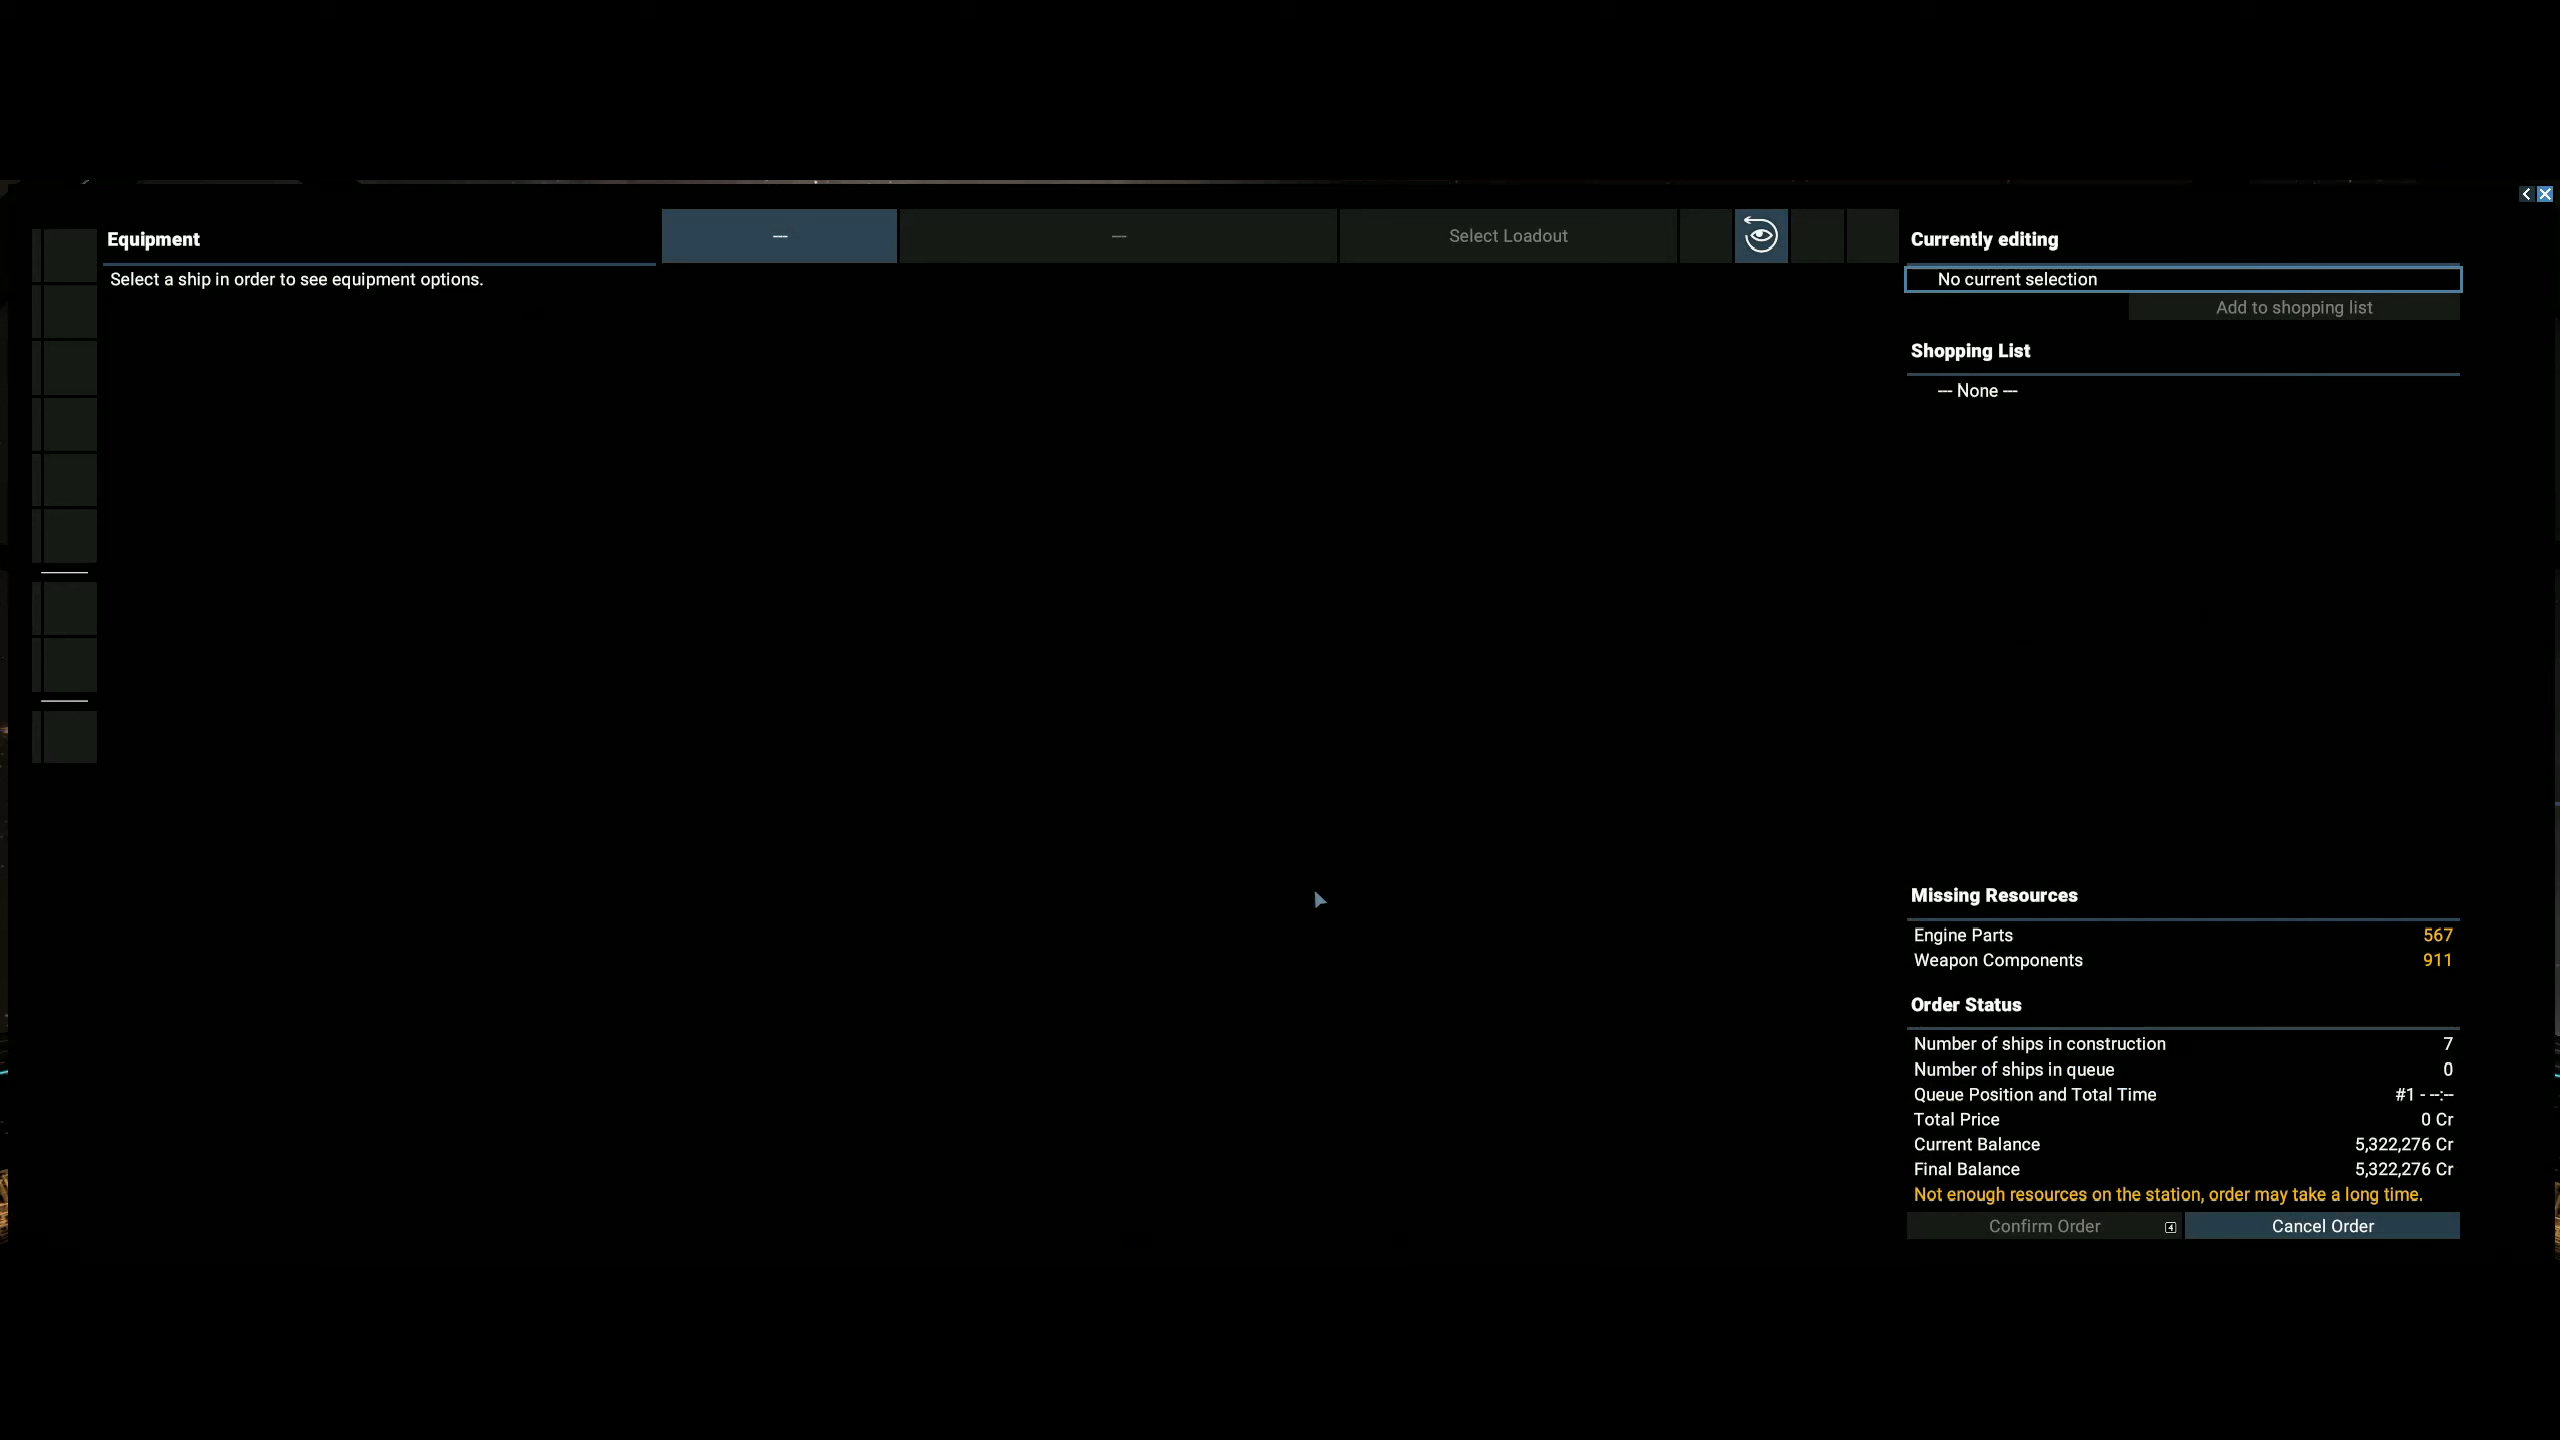 Equipment
Select a ship in order to see equipment options.
---
---
Select Loadout
Currently editing
No current selection
Add to shopping list
Shopping List
--- None ---
Missing Resources
Engine Parts 567
Weapon Components 911
Order Status
Number of ships in construction 7
Number of ships in queue 0
Queue Position and Total Time #1 - --:--
Total Price 0 Cr
Current Balance 5,322,276 Cr
Final Balance 5,322,276 Cr
Not enough resources on the station, order may take a long time.
Confirm Order 4 Cancel Order